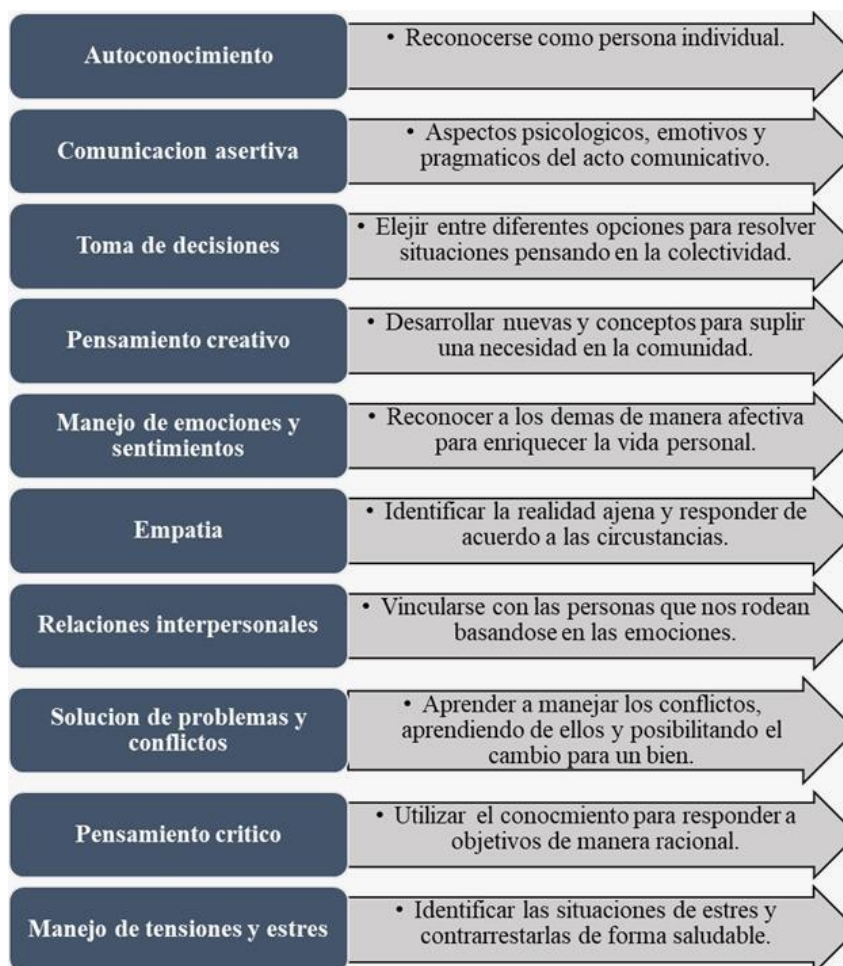 Autoconocimiento
• Reconocerse como persona individual.
Comunicacion asertiva
• Aspectos psicologicos, emotivos y
pragmaticos del acto comunicativo.
Toma de decisiones
• Elejir entre diferentes opciones para resolver
situaciones pensando en la colectividad.
Pensamiento creativo
• Desarrollar nuevas y conceptos para suplir
una necesidad en la comunidad.
Manejo de emociones y
sentimientos
• Reconocer a los demas de manera afectiva
para enriquecer la vida personal.
Empatia
• Identificar la realidad ajena y responder de
acuerdo a las circustancias.
Relaciones interpersonales
• Vincularse con las personas que nos rodean
basandose en las emociones.
Solucion de problemas y
conflictos
• Aprender a manejar los conflictos,
aprendiendo de ellos y posibilitando el
cambio para un bien.
Pensamiento critico
• Utilizar el conocmiento para responder a
objetivos de manera racional.
Manejo de tensiones y estres
• Identificar las situaciones de estres y
contrarrestarlas de forma saludable.